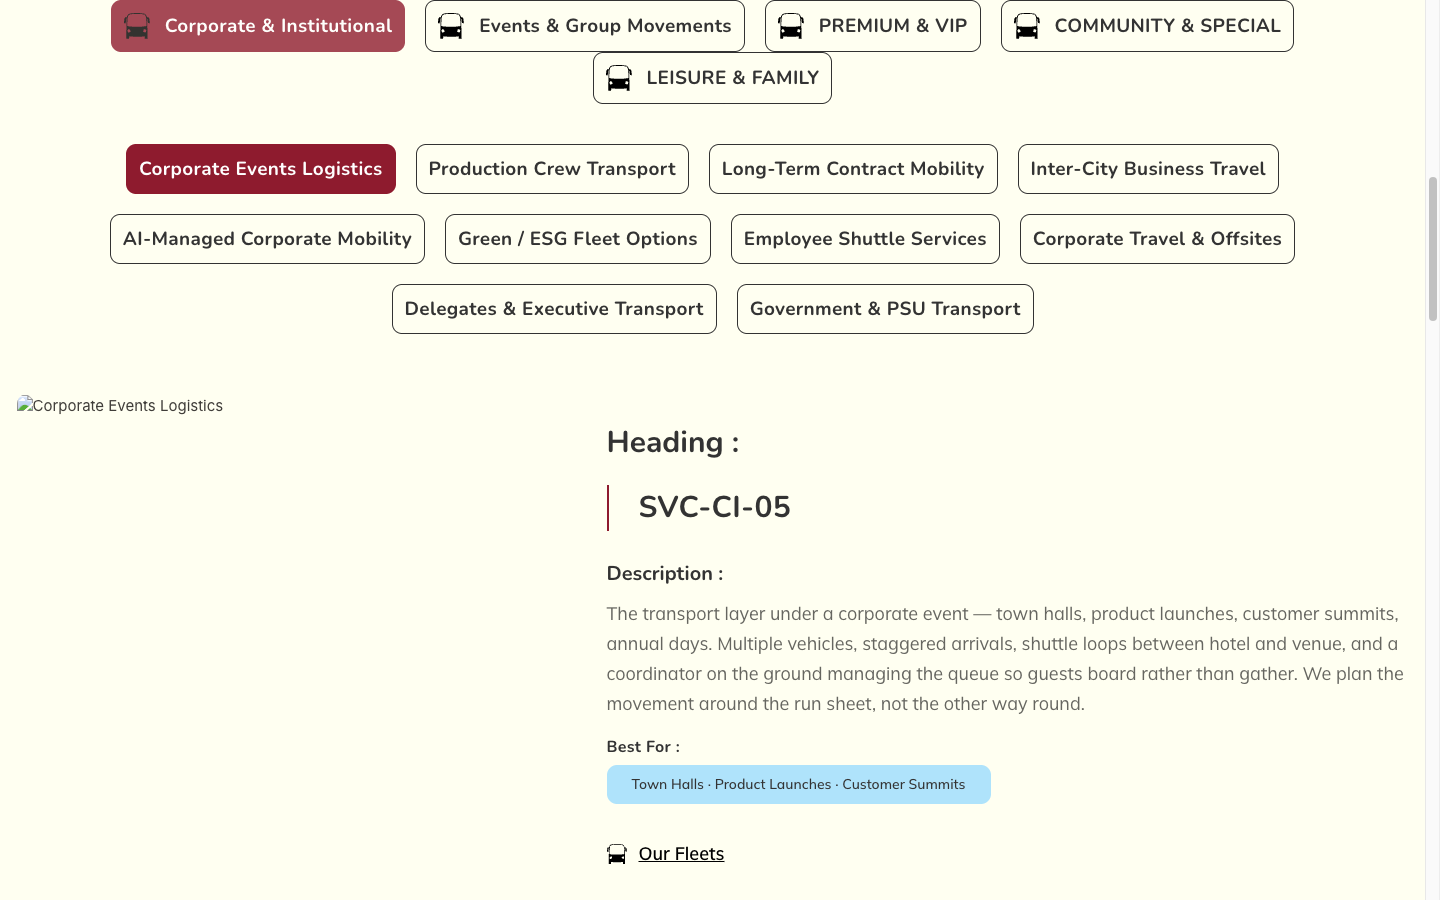 Corporate & Institutional
Events & Group Movements
PREMIUM & VIP
COMMUNITY & SPECIAL
LEISURE & FAMILY
Corporate Events Logistics
Production Crew Transport
Long-Term Contract Mobility
Inter-City Business Travel
AI-Managed Corporate Mobility
Green / ESG Fleet Options
Employee Shuttle Services
Corporate Travel & Offsites
Delegates & Executive Transport
Government & PSU Transport
Corporate Events Logistics
Heading :
SVC-CI-05
Description :
The transport layer under a corporate event — town halls, product launches, customer summits,
annual days. Multiple vehicles, staggered arrivals, shuttle loops between hotel and venue, and a
coordinator on the ground managing the queue so guests board rather than gather. We plan the
movement around the run sheet, not the other way round.
Best For :
Town Halls · Product Launches · Customer Summits
Our Fleets